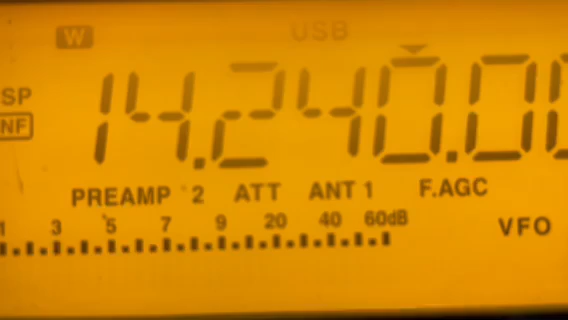 W USB
SP 14.240.00
NF
PREAMP 2 ATT ANT 1 F.AGC
1 3 5 7 9 20 40 60dB
VFO